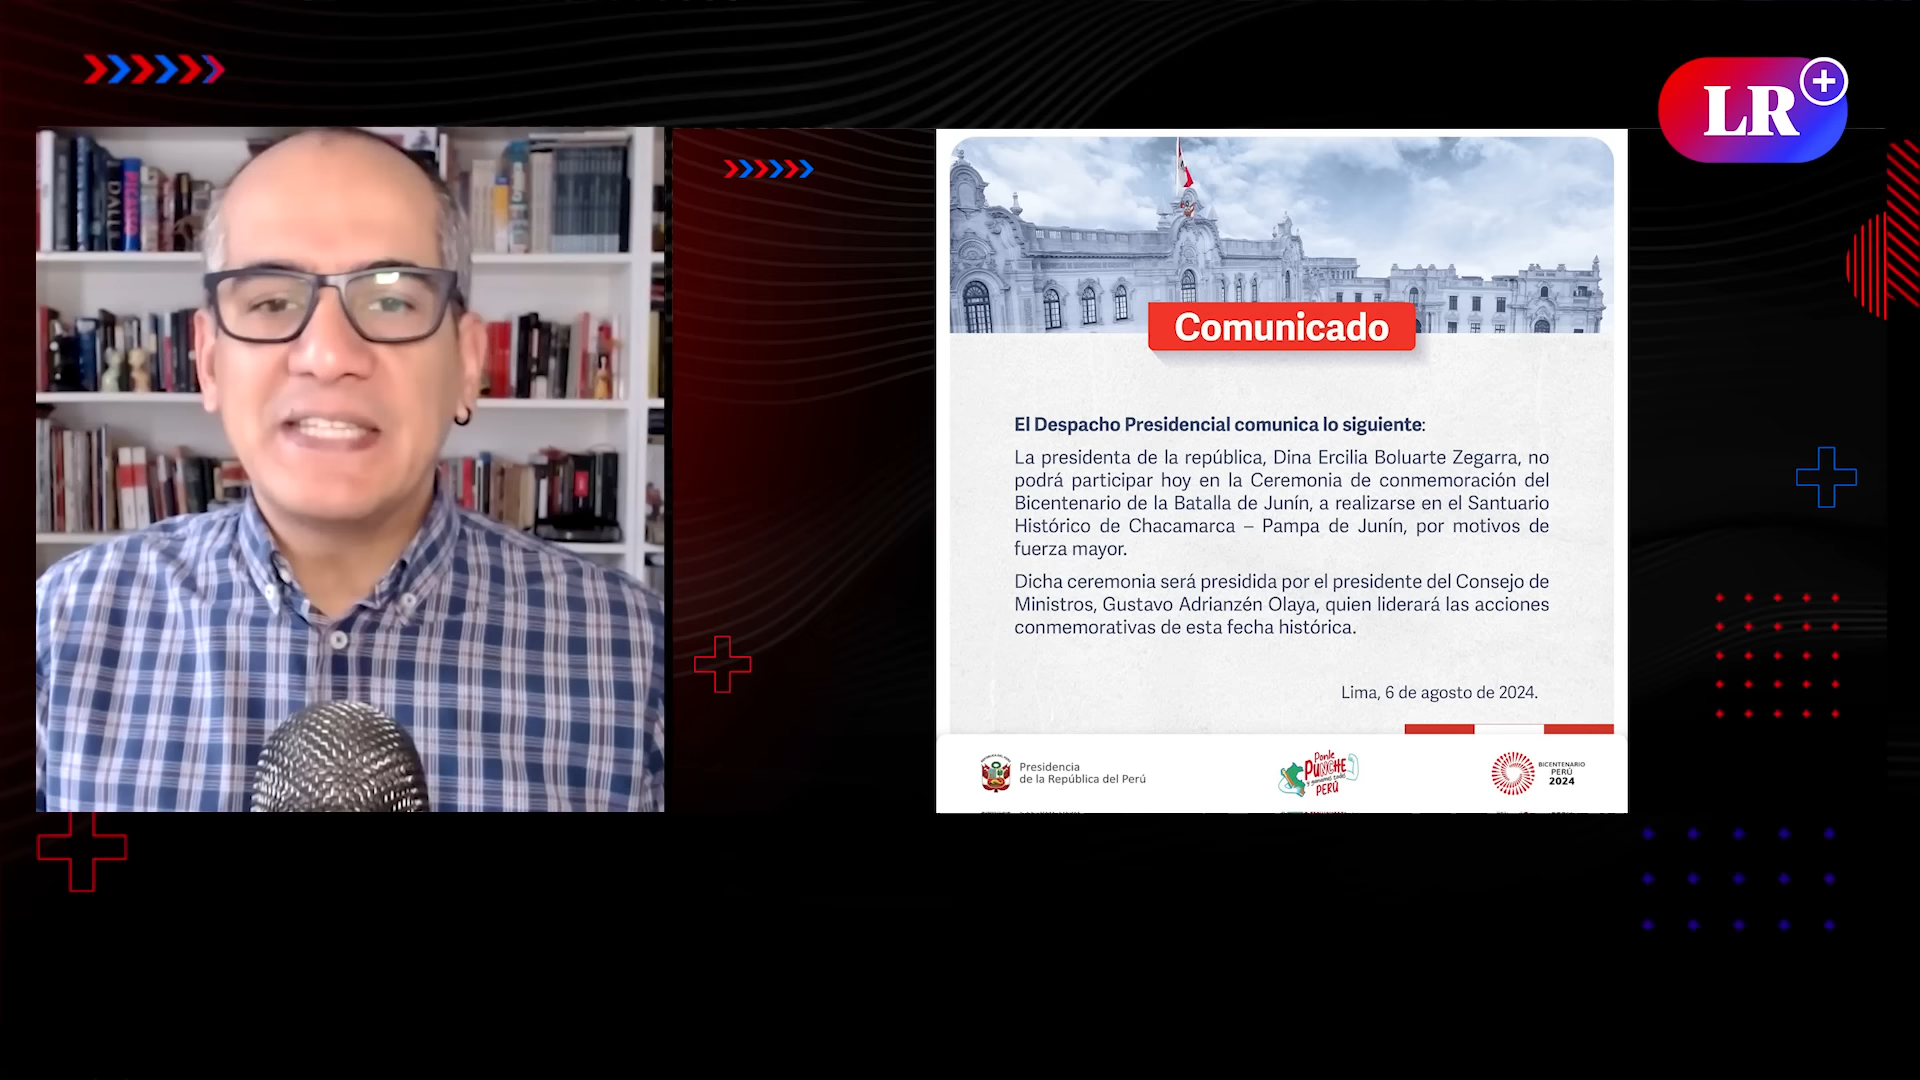 LR+
PICASSO
DALÍ
Comunicado
El Despacho Presidencial comunica lo siguiente:
La presidenta de la república, Dina Ercilia Boluarte Zegarra, no
podrá participar hoy en la Ceremonia de conmemoración del
Bicentenario de la Batalla de Junín, a realizarse en el Santuario
Histórico de Chacamarca – Pampa de Junín, por motivos de
fuerza mayor.
Dicha ceremonia será presidida por el presidente del Consejo de
Ministros, Gustavo Adrianzén Olaya, quien liderará las acciones
conmemorativas de esta fecha histórica.
Lima, 6 de agosto de 2024.
Presidencia
de la República del Perú
Ponle
PUNCHE
y ganamos todos
PERÚ
BICENTENARIO
PERÚ
2024